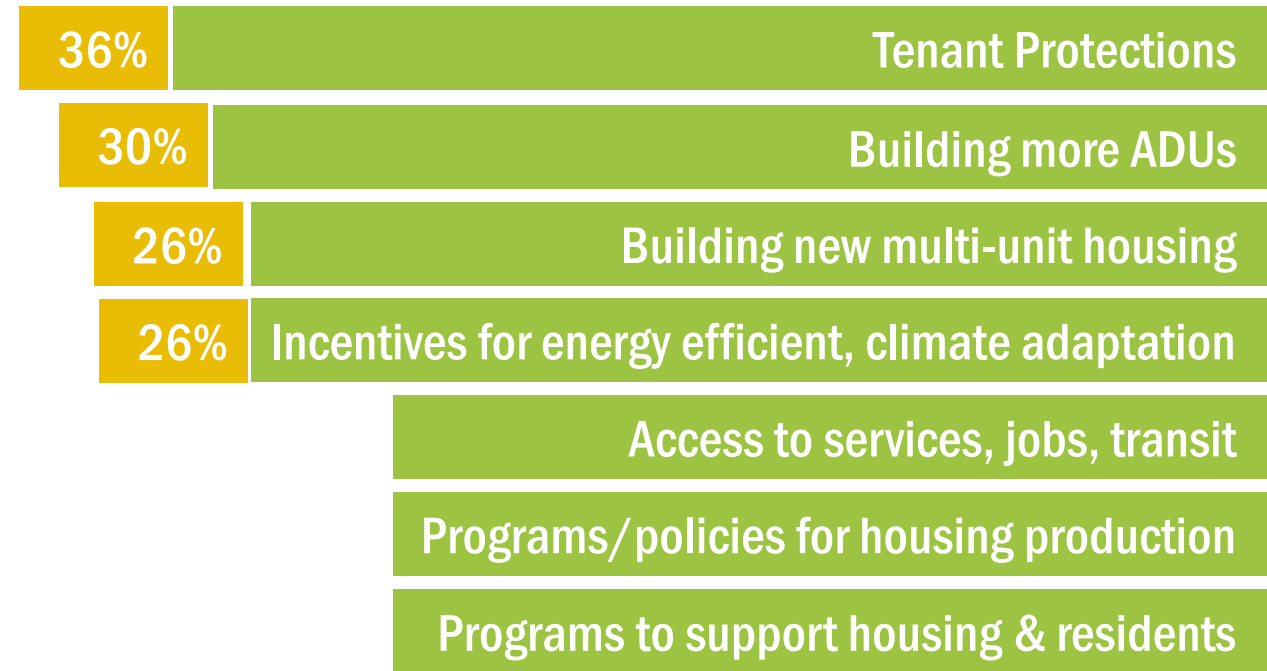 36% Tenant Protections
30% Building more ADUs
26% Building new multi-unit housing
26% Incentives for energy efficient, climate adaptation
Access to services, jobs, transit
Programs/policies for housing production
Programs to support housing & residents